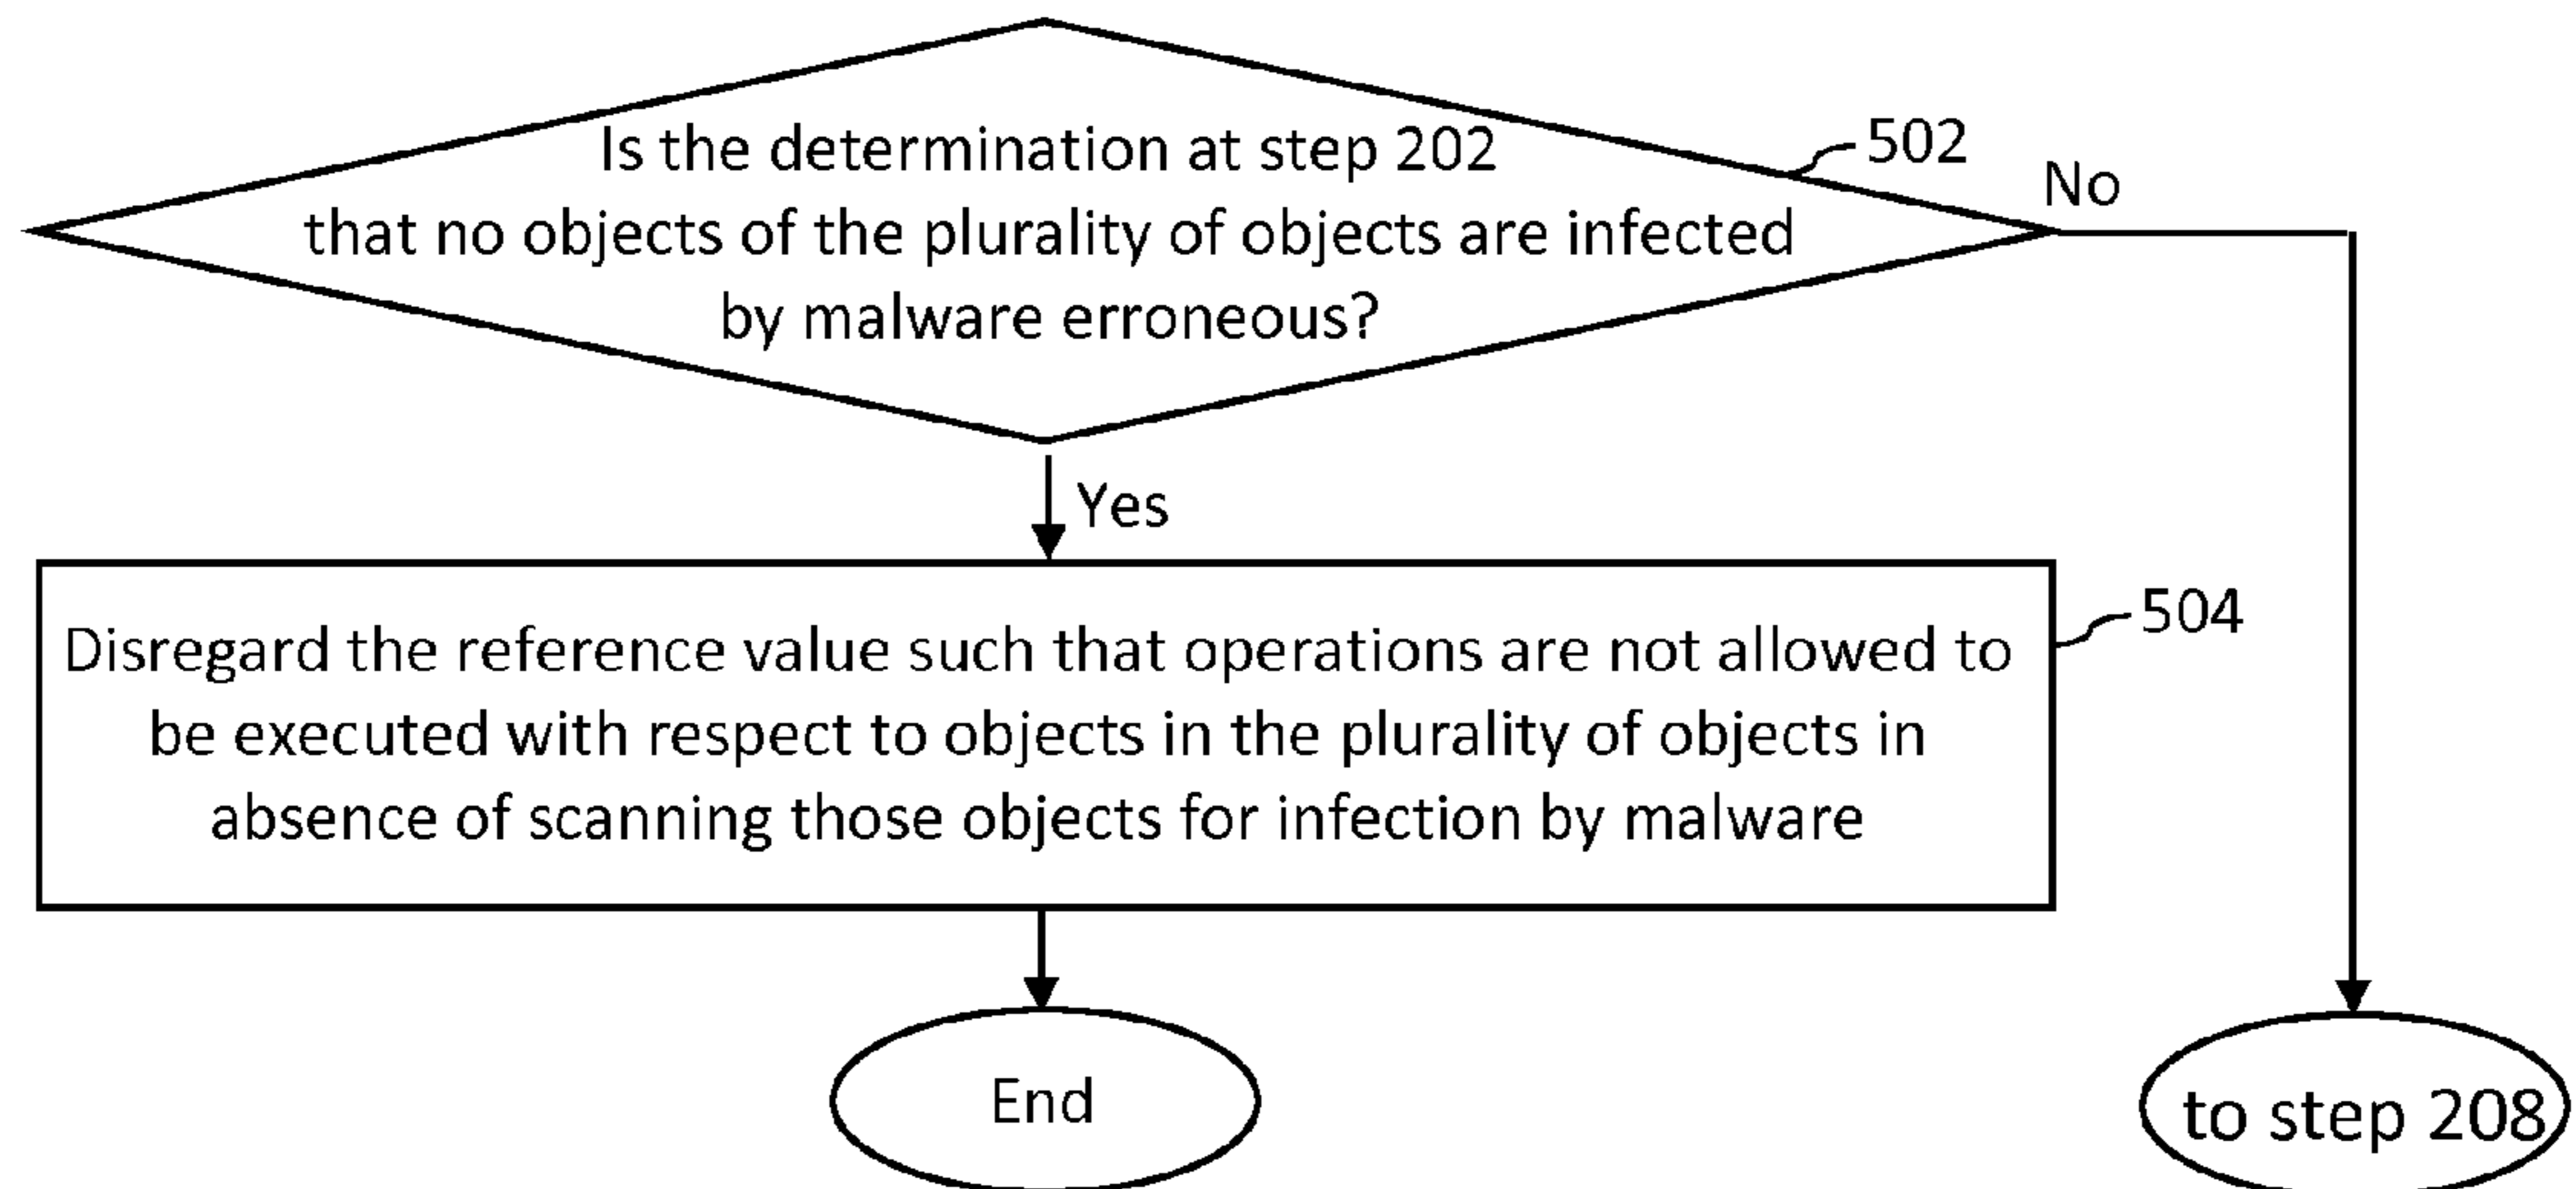 Is the determination at step 202
that no objects of the plurality of objects are infected
by malware erroneous?
502
No
Yes
Disregard the reference value such that operations are not allowed to
be executed with respect to objects in the plurality of objects in
absence of scanning those objects for infection by malware
504
End
to step 208